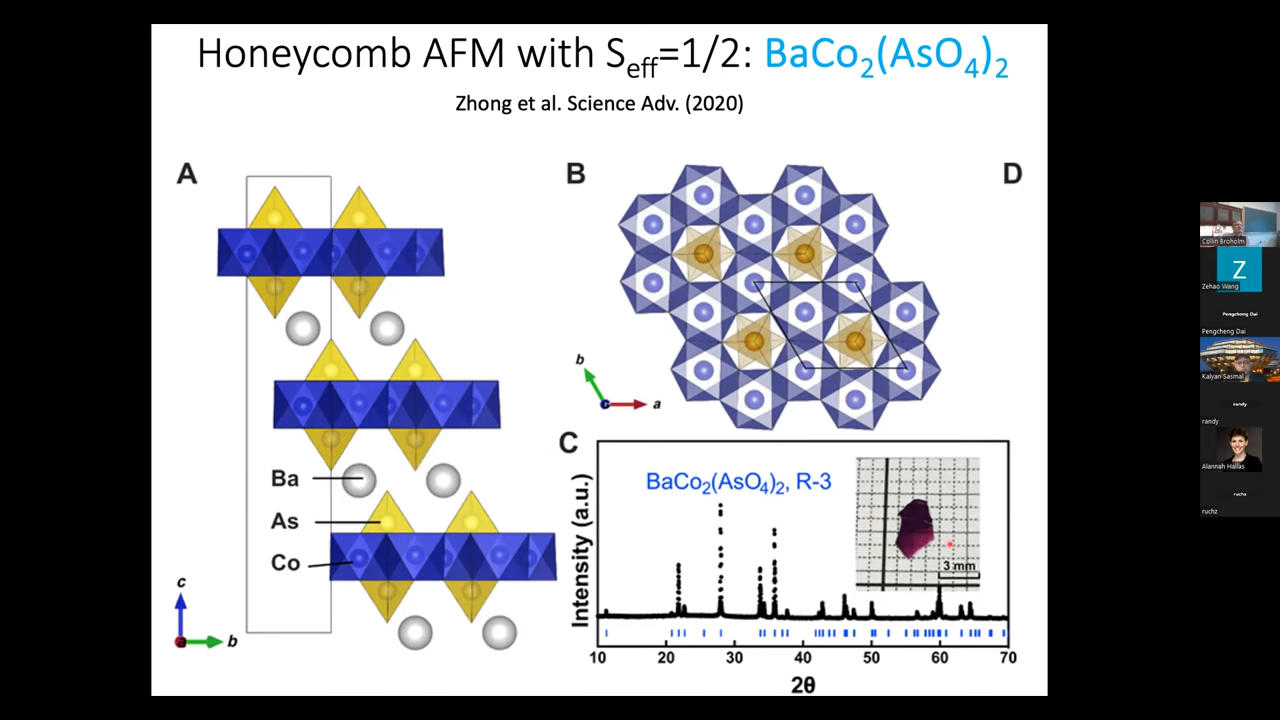 Honeycomb AFM with Seff=1/2: BaCo2(AsO4)2
Zhong et al. Science Adv. (2020)
A
B
D
Ba
As
Co
c
b
a
b
a
C
BaCo2(AsO4)2, R-3
3 mm
Intensity (a.u.)
10 20 30 40 50 60 70
2θ
Collin Broholm
Z
Zehao Wang
Pengcheng Dai
Pengcheng Dai
Kalyan Sasmal
randy
randy
Alannah Hallas
ruchz
ruchz